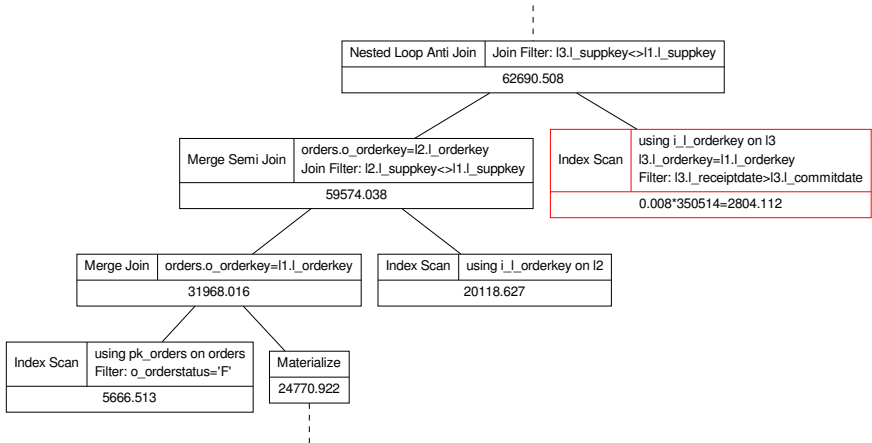 Nested Loop Anti Join
Join Filter: l3.l_suppkey<>l1.l_suppkey
62690.508
Merge Semi Join
orders.o_orderkey=l2.l_orderkey
Join Filter: l2.l_suppkey<>l1.l_suppkey
59574.038
Index Scan
using i_l_orderkey on l3
l3.l_orderkey=l1.l_orderkey
Filter: l3.l_receiptdate>l3.l_commitdate
0.008*350514=2804.112
Merge Join
orders.o_orderkey=l1.l_orderkey
31968.016
Index Scan
using i_l_orderkey on l2
20118.627
Index Scan
using pk_orders on orders
Filter: o_orderstatus='F'
5666.513
Materialize
24770.922